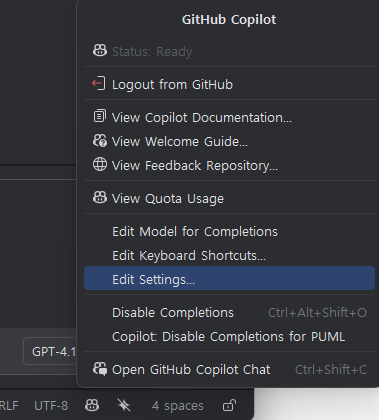 GitHub Copilot
Status: Ready
Logout from GitHub
View Copilot Documentation...
View Welcome Guide...
View Feedback Repository...
View Quota Usage
Edit Model for Completions
Edit Keyboard Shortcuts...
Edit Settings...
Disable Completions Ctrl+Alt+Shift+O
Copilot: Disable Completions for PUML
GPT-4.1
Open GitHub Copilot Chat Ctrl+Shift+C
RLF UTF-8 4 spaces